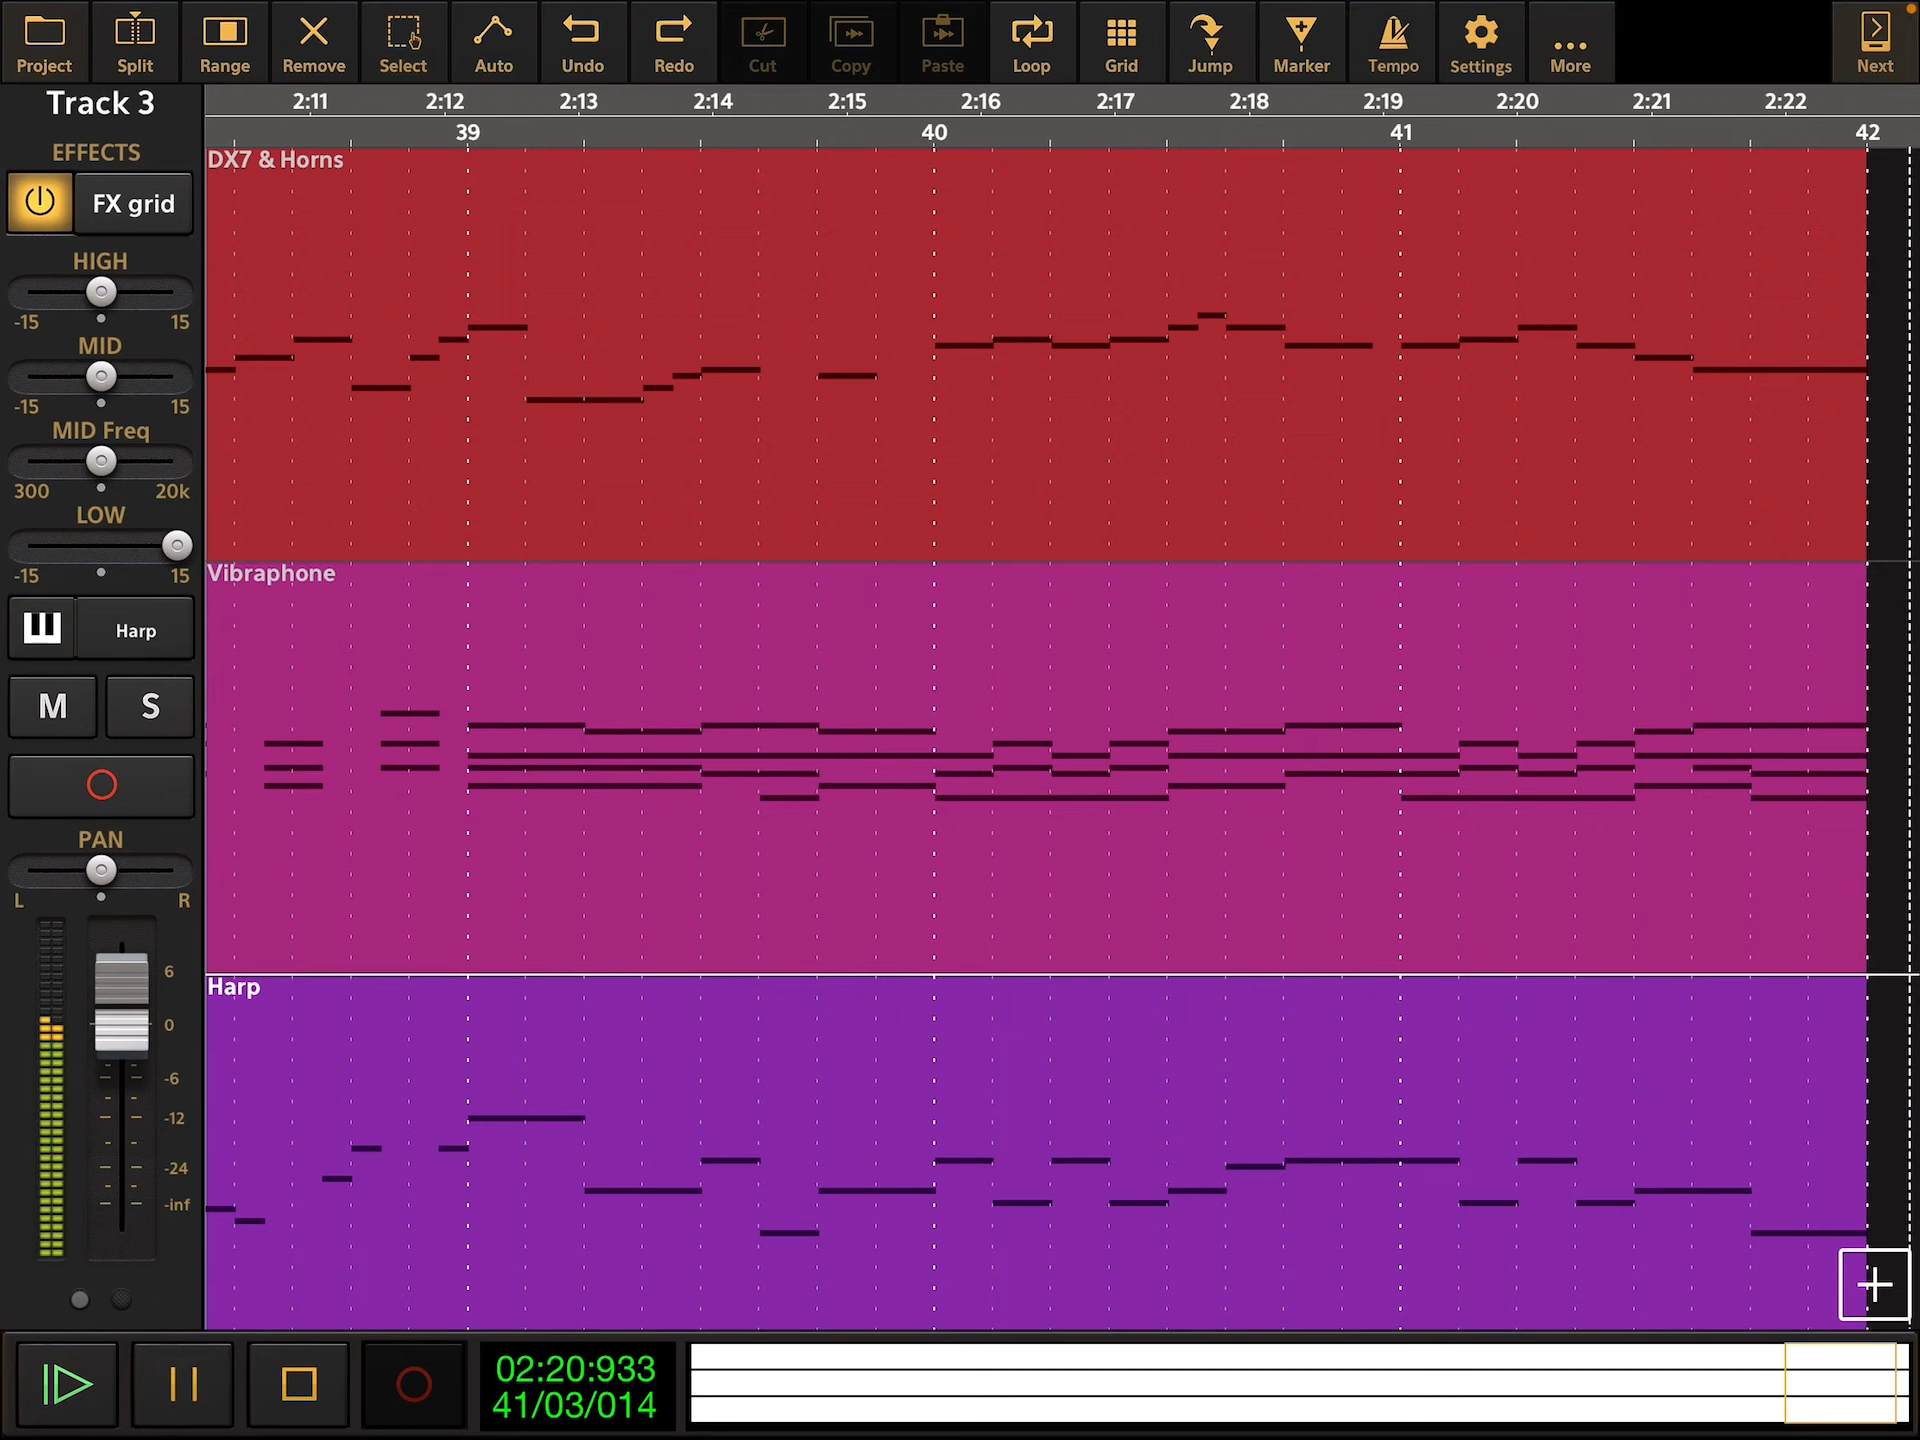 Project Split Range Remove Select Auto Undo Redo Cut Copy Paste Loop Grid Jump Marker Tempo Settings More Next
Track 3
2:11 2:12 2:13 2:14 2:15 2:16 2:17 2:18 2:19 2:20 2:21 2:22
39 40 41 42
EFFECTS
FX grid
HIGH
-15 15
MID
-15 15
MID Freq
300 20k
LOW
-15 15
Harp
M S
PAN
L R
6
0
-6
-12
-24
-inf
DX7 & Horns
Vibraphone
Harp
02:20:933
41/03/014